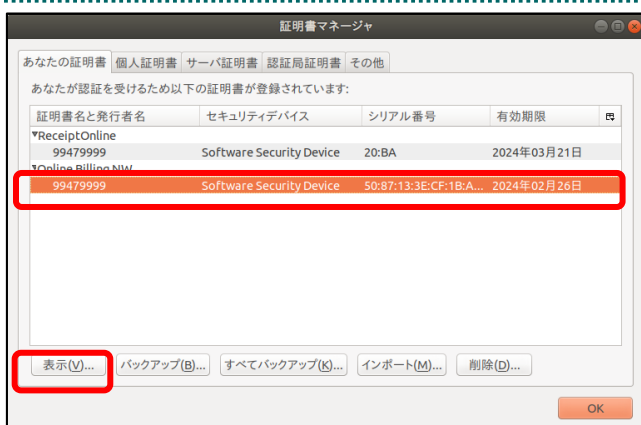 証明書マネージャ
あなたの証明書 個人証明書 サーバ証明書 認証局証明書 その他
あなたが認証を受けるため以下の証明書が登録されています:
証明書名と発行者名 セキュリティデバイス シリアル番号 有効期限
▾ReceiptOnline
99479999 Software Security Device 20:BA 2024年03月21日
▾Online Billing NW
99479999 Software Security Device 50:87:13:3E:CF:1B:A... 2024年02月26日
表示(V)... バックアップ(B)... すべてバックアップ(K)... インポート(M)... 削除(D)...
OK